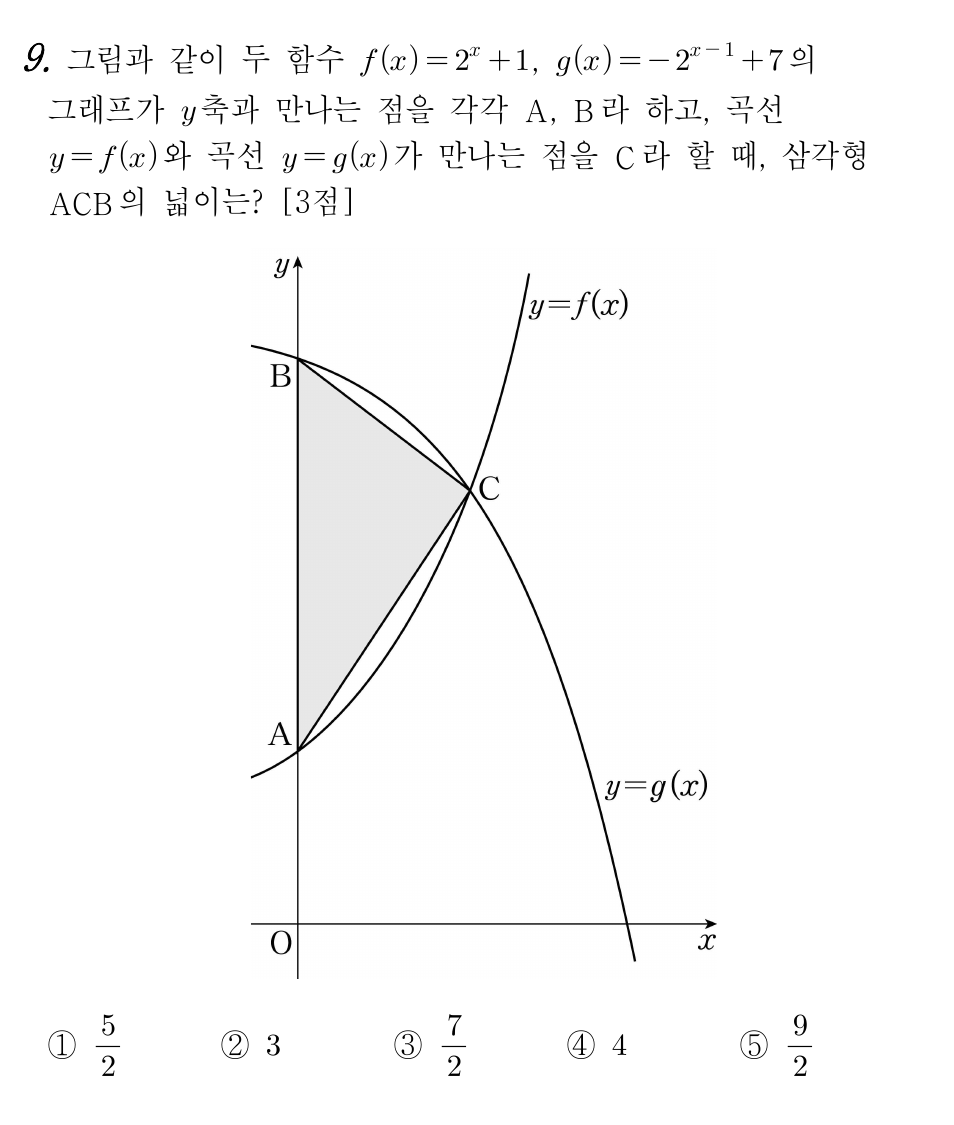 9. 그림과 같이 두 함수 f(x)=2^x+1, g(x)=-2^{x-1}+7의
그래프가 y축과 만나는 점을 각각 A, B라 하고, 곡선
y=f(x)와 곡선 y=g(x)가 만나는 점을 C라 할 때, 삼각형
ACB의 넓이는? [3점]
y
y=f(x)
B
C
A
y=g(x)
O
x
① 5/2 ② 3 ③ 7/2 ④ 4 ⑤ 9/2